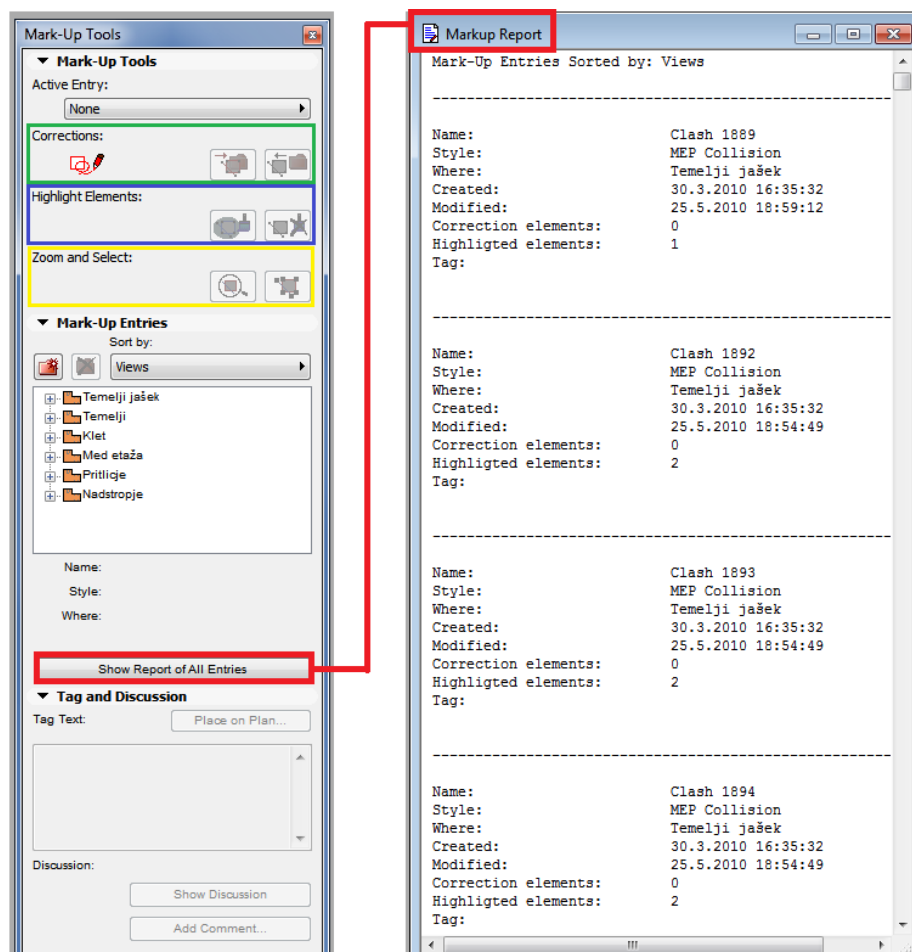 Mark-Up Tools
Mark-Up Tools
Active Entry:
None
Corrections:
Highlight Elements:
Zoom and Select:
Mark-Up Entries
Sort by:
Views
Temelji jašek
Temelji
Klet
Med etaža
Pritlicje
Nadstropje
Name:
Style:
Where:
Show Report of All Entries
Tag and Discussion
Tag Text:
Place on Plan...
Discussion:
Show Discussion
Add Comment...
Markup Report
Mark-Up Entries Sorted by: Views
--------------------------------------------------------
Name: Clash 1889
Style: MEP Collision
Where: Temelji jašek
Created: 30.3.2010 16:35:32
Modified: 25.5.2010 18:59:12
Correction elements: 0
Highligted elements: 1
Tag:
--------------------------------------------------------
Name: Clash 1892
Style: MEP Collision
Where: Temelji jašek
Created: 30.3.2010 16:35:32
Modified: 25.5.2010 18:54:49
Correction elements: 0
Highligted elements: 2
Tag:
--------------------------------------------------------
Name: Clash 1893
Style: MEP Collision
Where: Temelji jašek
Created: 30.3.2010 16:35:32
Modified: 25.5.2010 18:54:49
Correction elements: 0
Highligted elements: 2
Tag:
--------------------------------------------------------
Name: Clash 1894
Style: MEP Collision
Where: Temelji jašek
Created: 30.3.2010 16:35:32
Modified: 25.5.2010 18:54:49
Correction elements: 0
Highligted elements: 2
Tag: